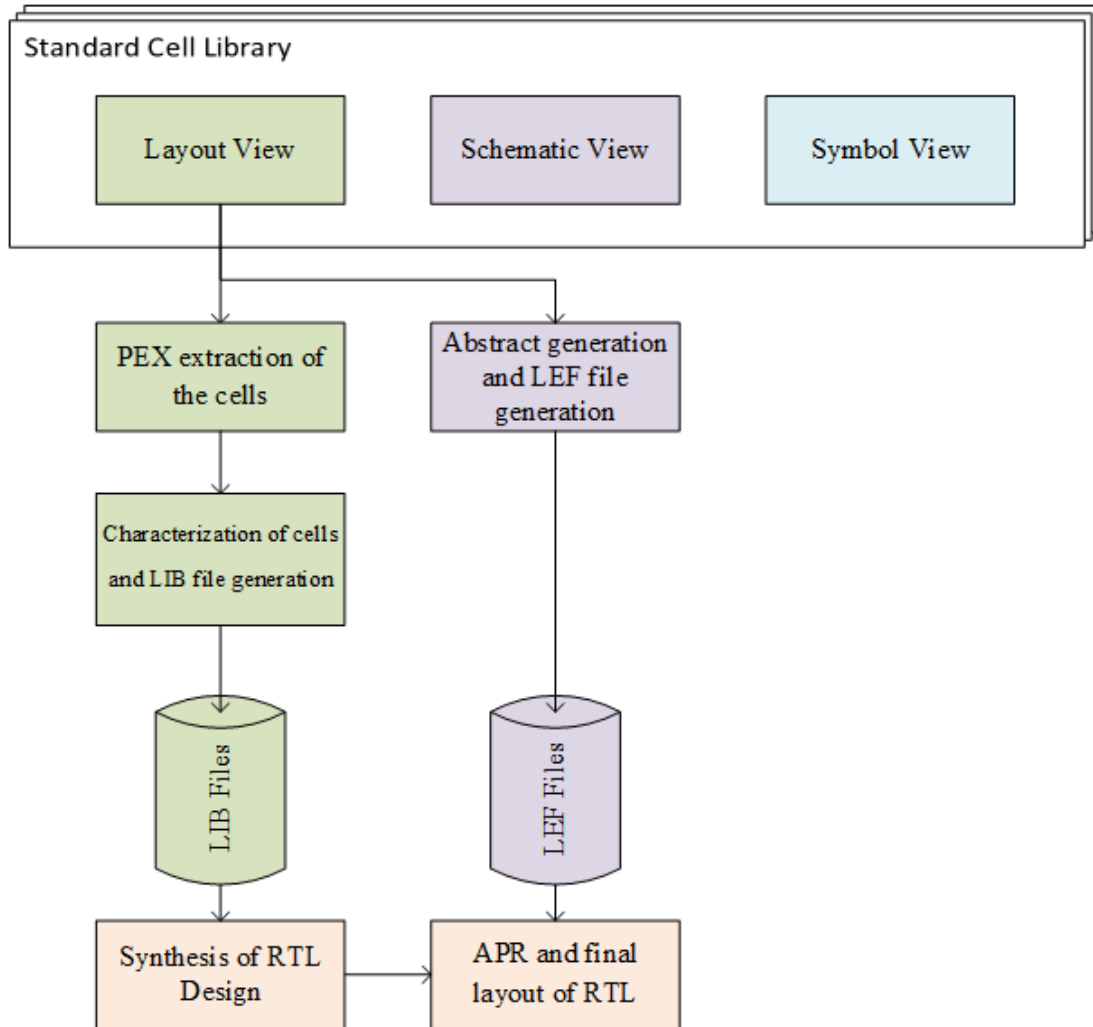 Standard Cell Library
Layout View
Schematic View
Symbol View
PEX extraction of
the cells
Abstract generation
and LEF file
generation
Characterization of cells
and LIB file generation
LIB Files
LEF Files
Synthesis of RTL
Design
APR and final
layout of RTL